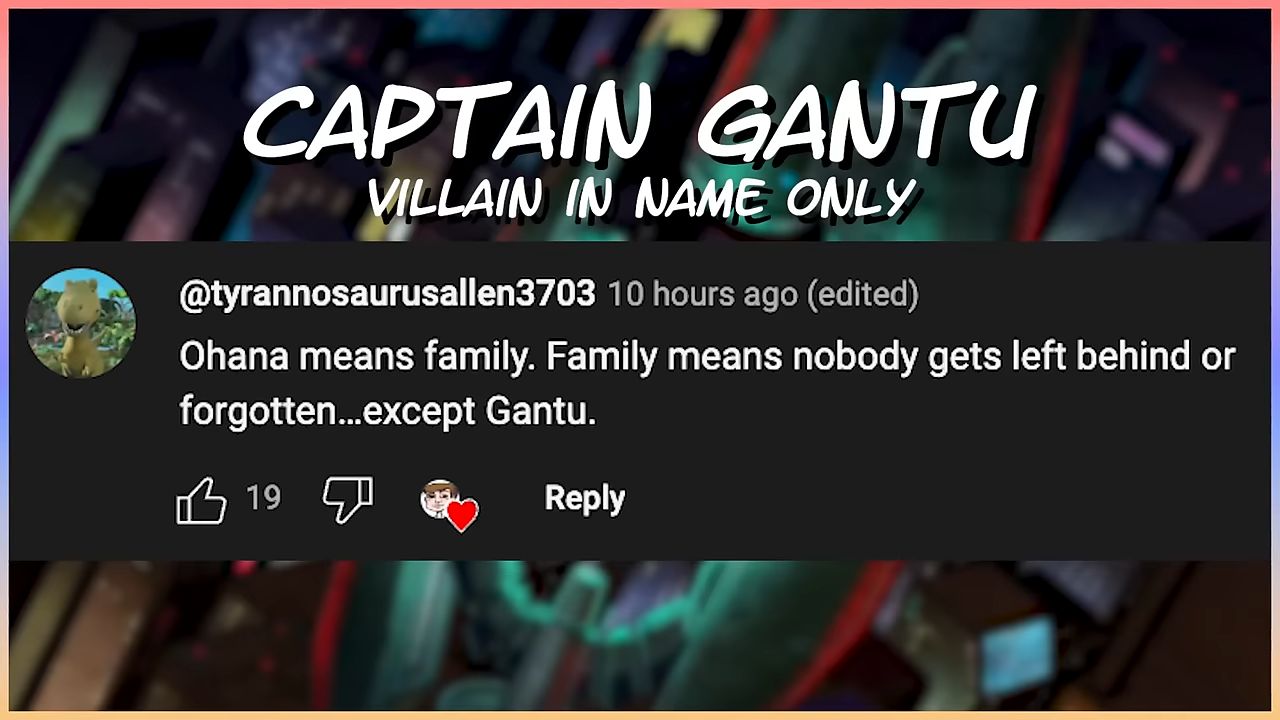 CAPTAIN GANTU
VILLAIN IN NAME ONLY
@tyrannosaurusallen3703 10 hours ago (edited)
Ohana means family. Family means nobody gets left behind or
forgotten...except Gantu.
19 Reply